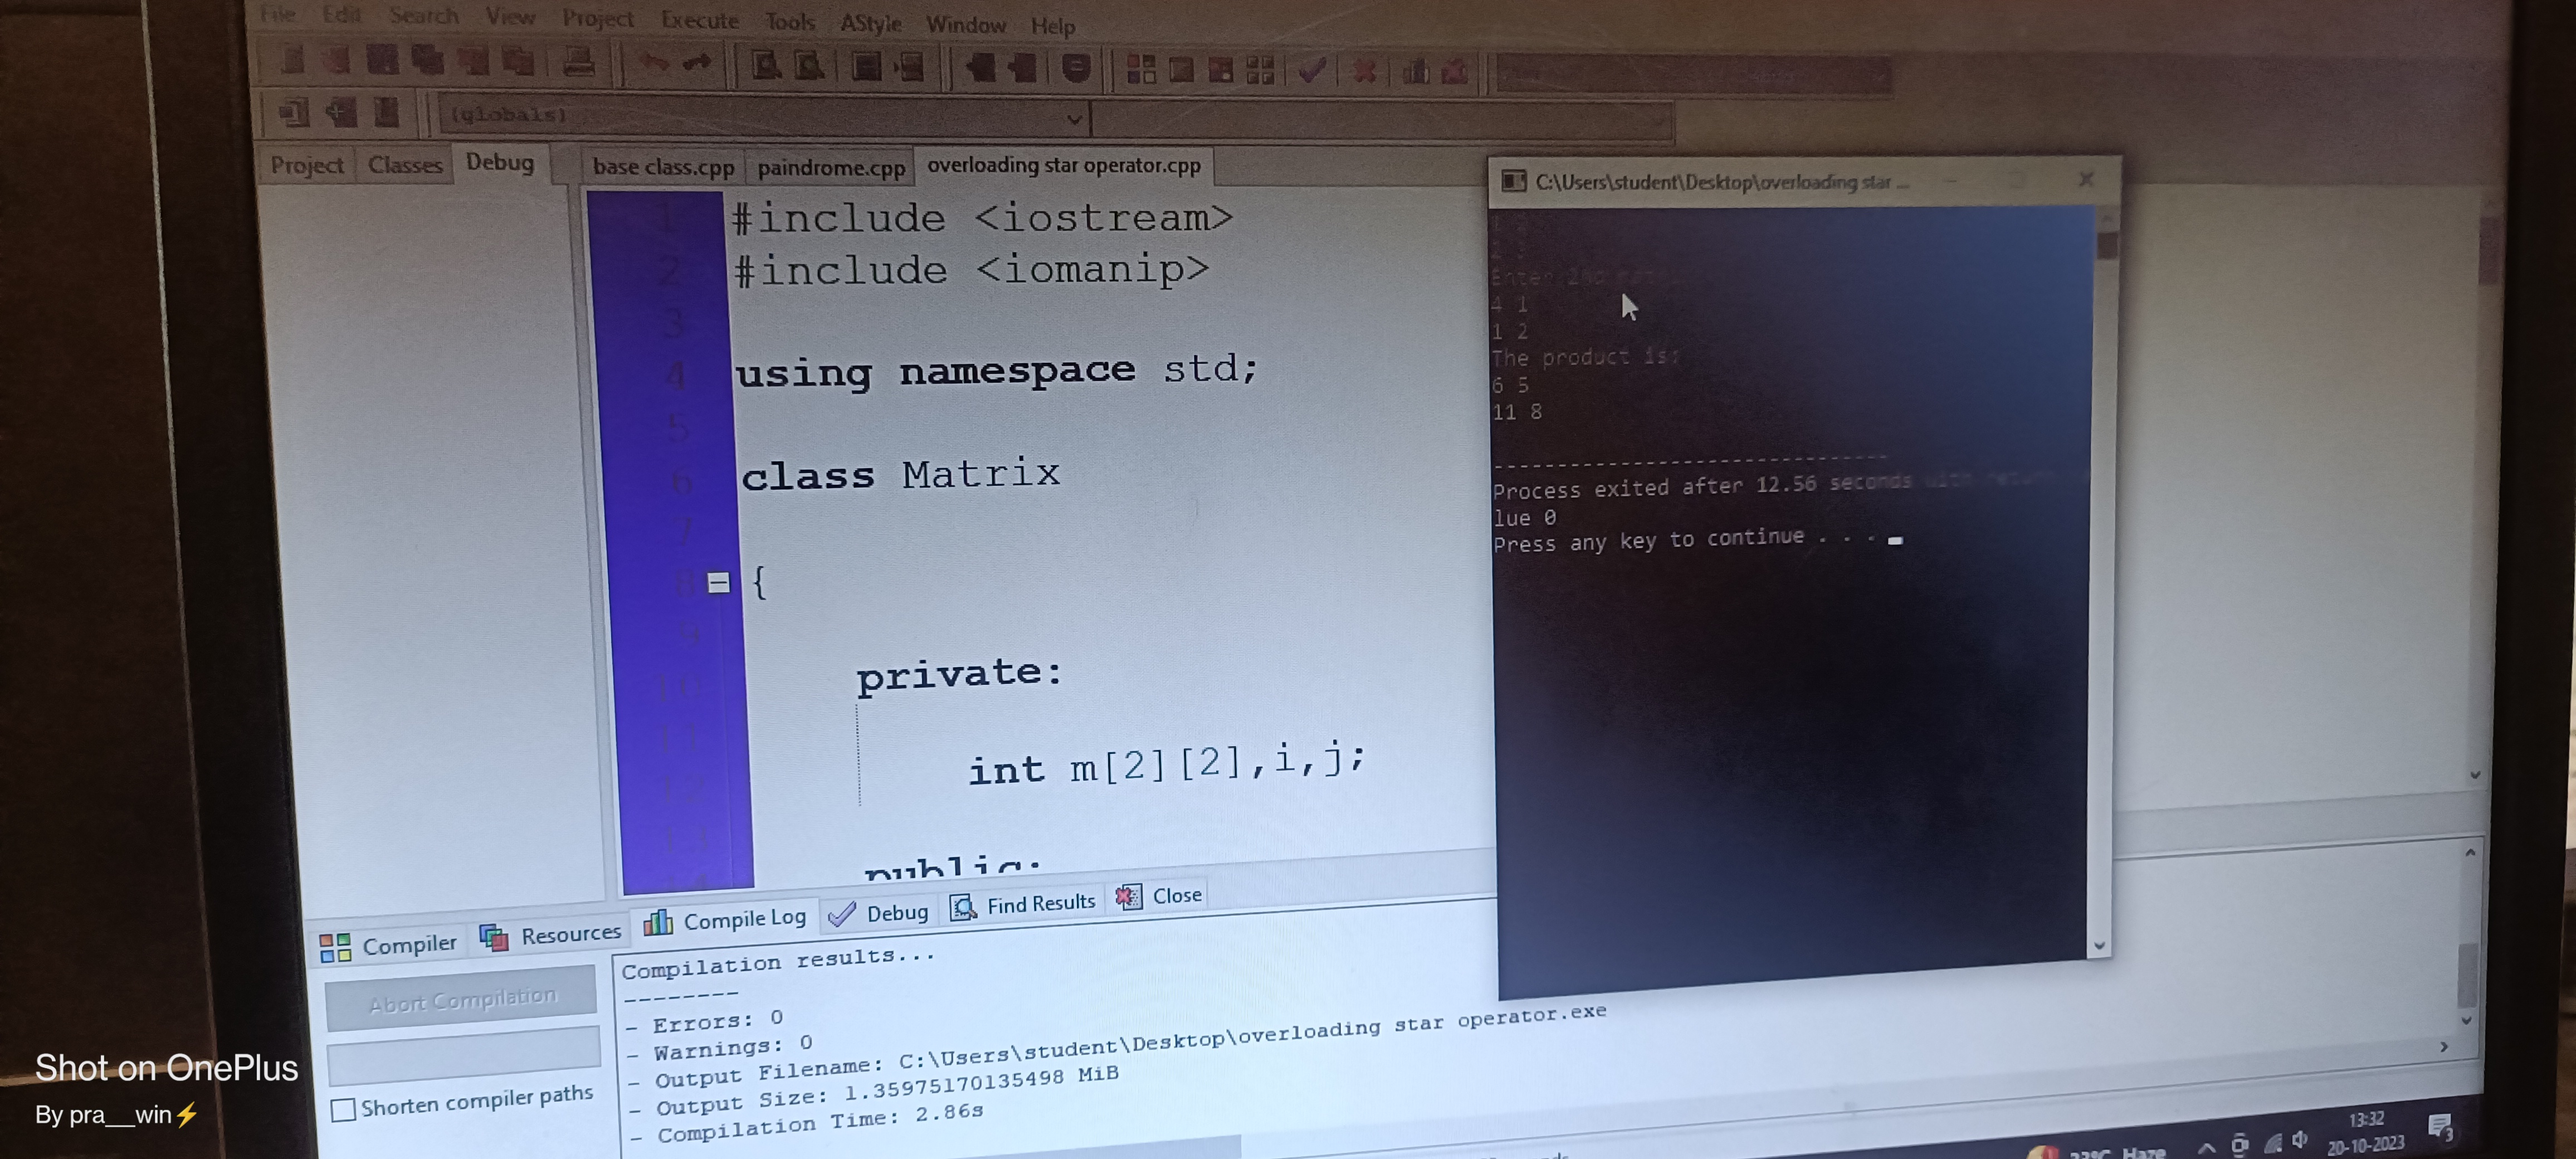 File Edit Search View Project Execute Tools AStyle Window Help
(globals)
Project Classes Debug
base class.cpp paindrome.cpp overloading star operator.cpp
1 #include <iostream>
2 #include <iomanip>
3
4 using namespace std;
5
6 class Matrix
7
8 {
9
10 private:
11
12 int m[2][2],i,j;
13
public:
C:\Users\student\Desktop\overloading star ...
Enter 2nd
4 1
1 2
The product is:
6 5
11 8
--------------------------------
Process exited after 12.56 seconds with
lue 0
Press any key to continue . . .
Compiler Resources Compile Log Debug Find Results Close
Abort Compilation
Shorten compiler paths
Compilation results...
--------
- Errors: 0
- Warnings: 0
- Output Filename: C:\Users\student\Desktop\overloading star operator.exe
- Output Size: 1.35975170135498 MiB
- Compilation Time: 2.86s
Haze
13:32
20-10-2023
3
Shot on OnePlus
By pra__win⚡